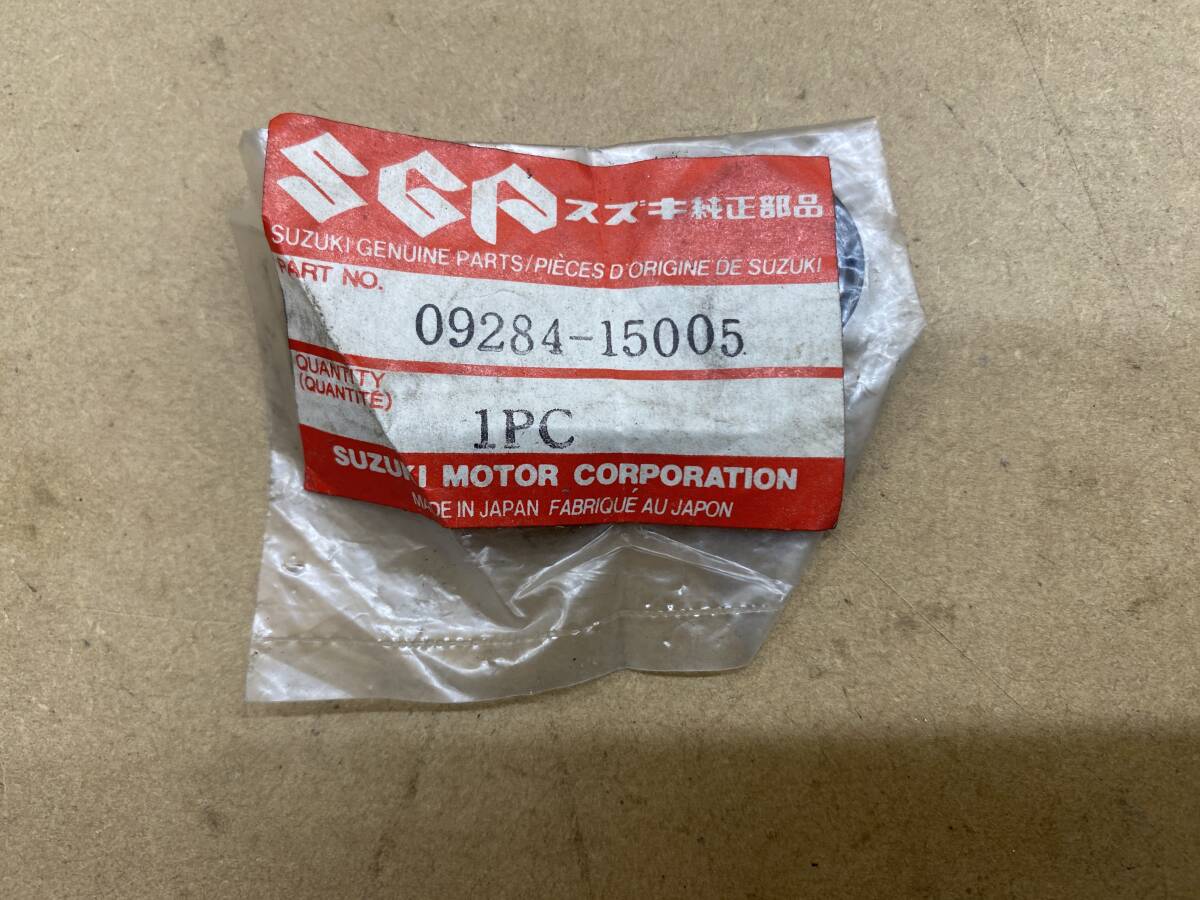 SGP スズキ純正部品
SUZUKI GENUINE PARTS/PIÈCES D'ORIGINE DE SUZUKI
PART NO.
09284-15005
QUANTITY
(QUANTITÉ)
1PC
SUZUKI MOTOR CORPORATION
MADE IN JAPAN FABRIQUÉ AU JAPON